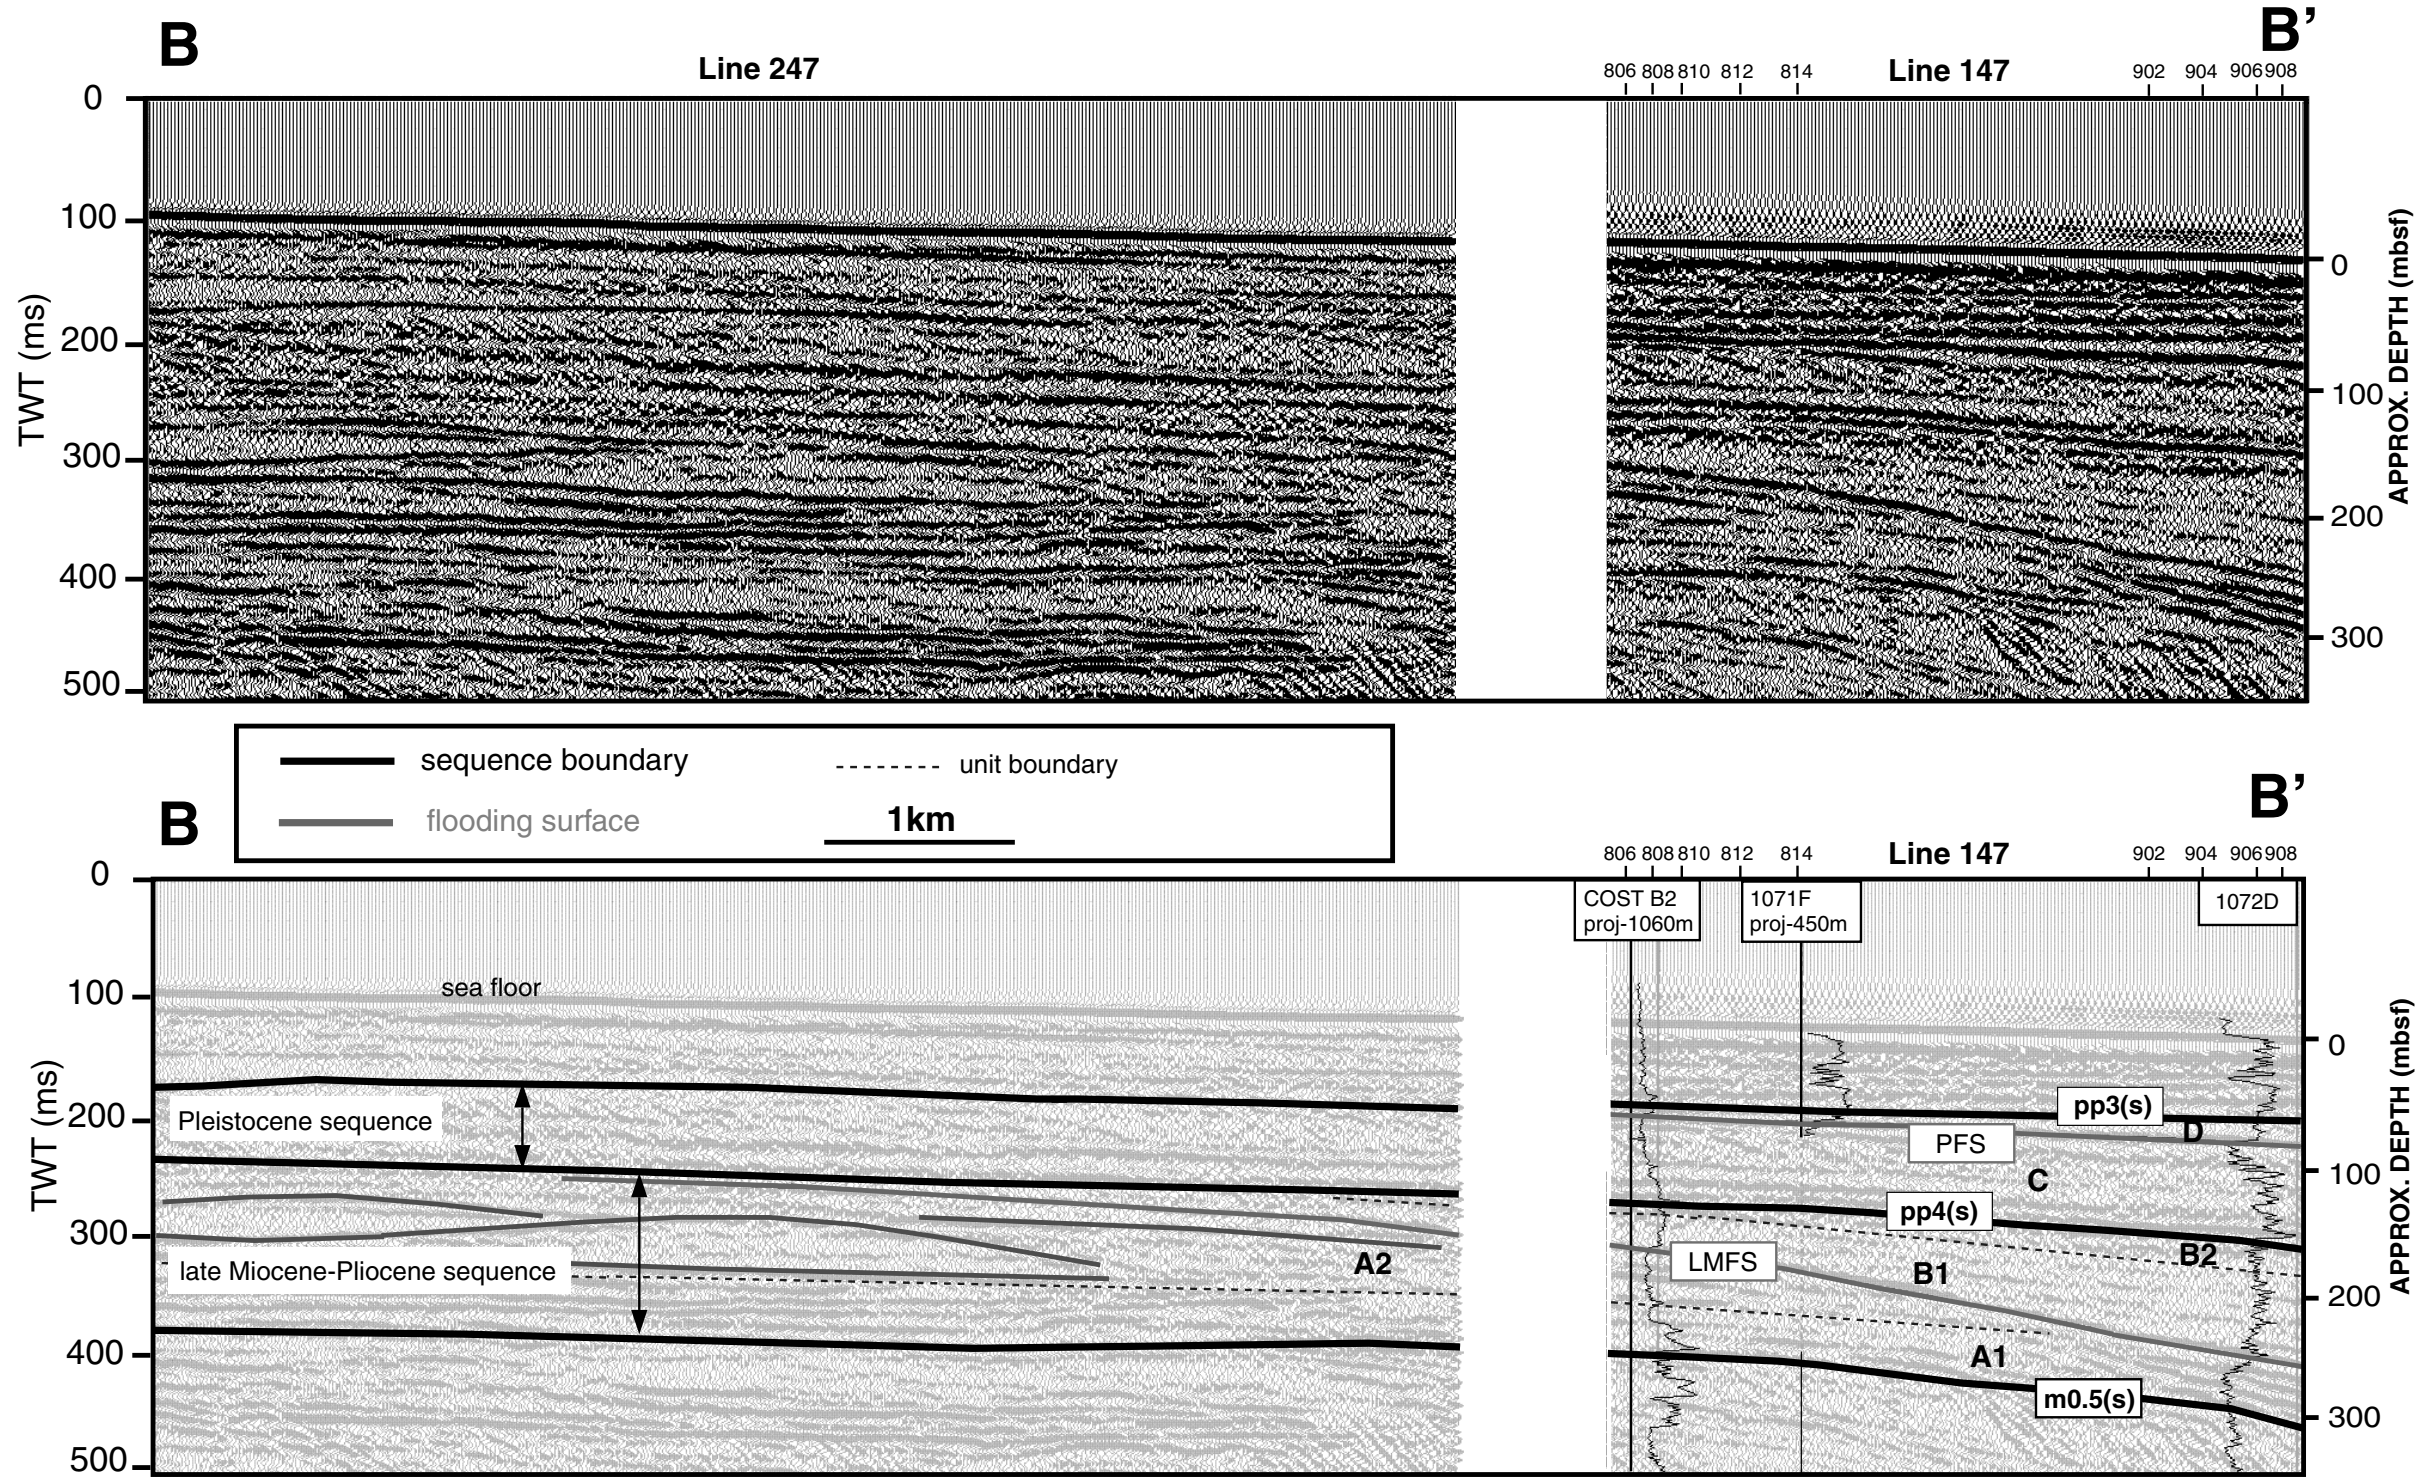 B B’
Line 247 806 808 810 812 814 Line 147 902 904 906 908
0
100
200
300
400
500
TWT (ms)
0
100
200
300
APPROX. DEPTH (mbsf)
sequence boundary unit boundary
flooding surface 1km
B B’
806 808 810 812 814 Line 147 902 904 906 908
0
100
200
300
400
500
TWT (ms)
COST B2
proj-1060m
1071F
proj-450m
1072D
sea floor
Pleistocene sequence
late Miocene-Pliocene sequence
A2
pp3(s)
D
PFS
C
pp4(s)
B2
LMFS
B1
A1
m0.5(s)
0
100
200
300
APPROX. DEPTH (mbsf)